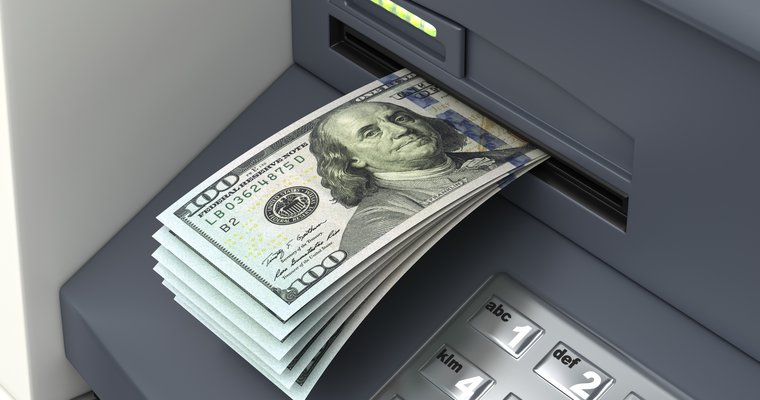 100
FEDERAL RESERVE NOTE
LB03624875D
B2
100
abc
1
def
2
klm
4